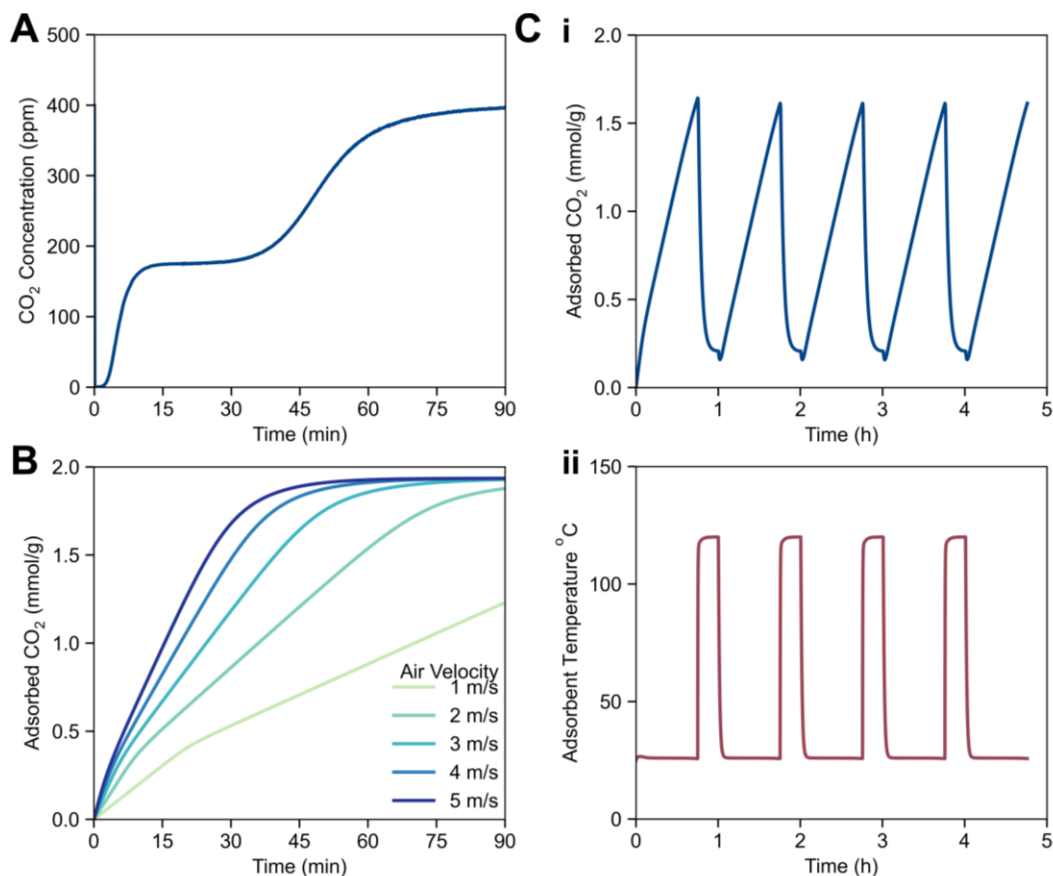 A
500
400
300
200
100
0
CO₂ Concentration (ppm)
0 15 30 45 60 75 90
Time (min)
B
2.0
1.5
1.0
0.5
0.0
Adsorbed CO₂ (mmol/g)
Air Velocity
1 m/s
2 m/s
3 m/s
4 m/s
5 m/s
0 15 30 45 60 75 90
Time (min)
C i
2.0
1.5
1.0
0.5
0.0
Adsorbed CO₂ (mmol/g)
0 1 2 3 4 5
Time (h)
ii
150
100
50
0
Adsorbent Temperature °C
0 1 2 3 4 5
Time (h)